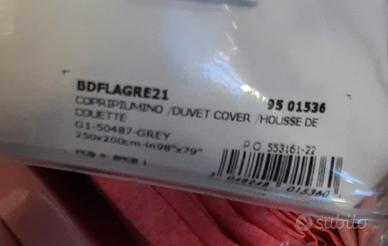 BDFLAGRE21 95 01536
COPRIPIUMINO /DUVET COVER /HOUSSE DE
COUETTE
G1-50487-GREY
250x200cm-in98"x79" P.O. 553161-22
subito